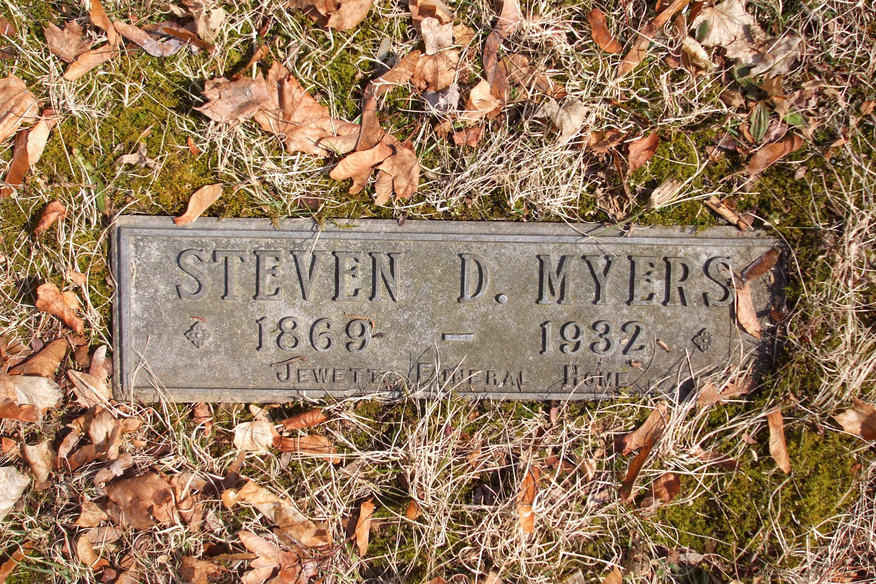 STEVEN D. MYERS
1869 - 1932
JEWETT FUNERAL HOME